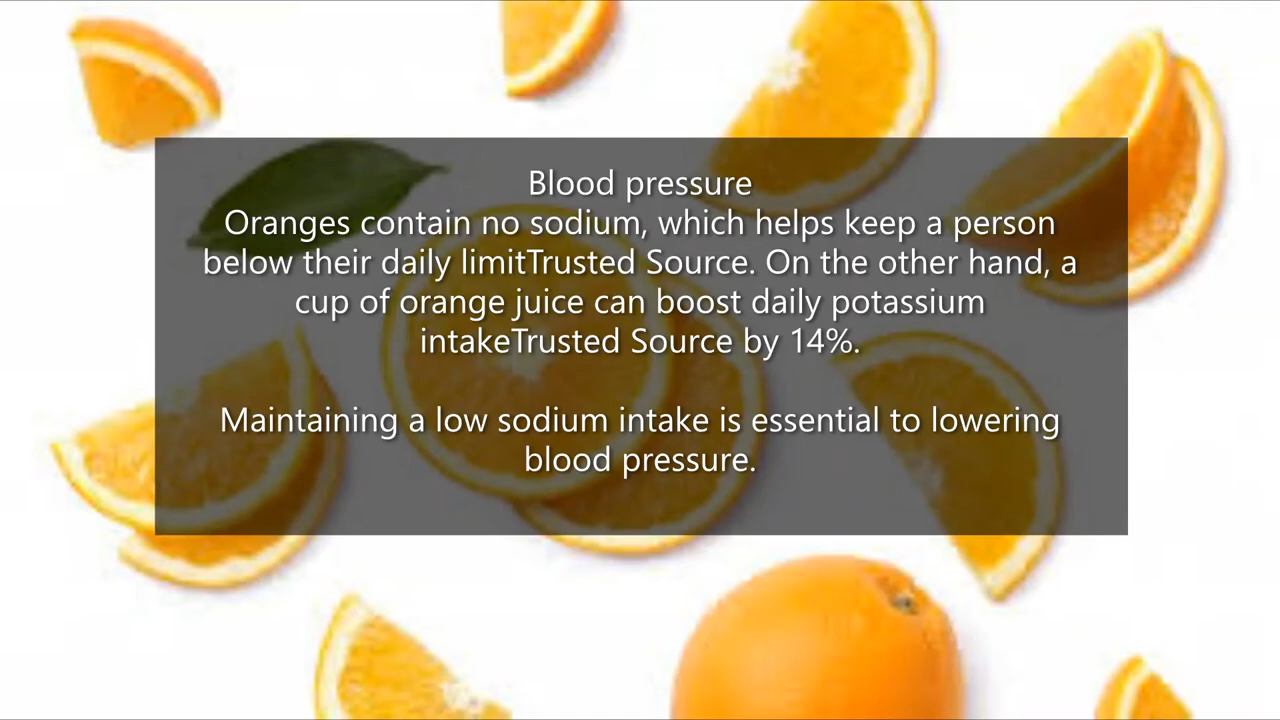 Blood pressure
Oranges contain no sodium, which helps keep a person
below their daily limitTrusted Source. On the other hand, a
cup of orange juice can boost daily potassium
intakeTrusted Source by 14%.
Maintaining a low sodium intake is essential to lowering
blood pressure.